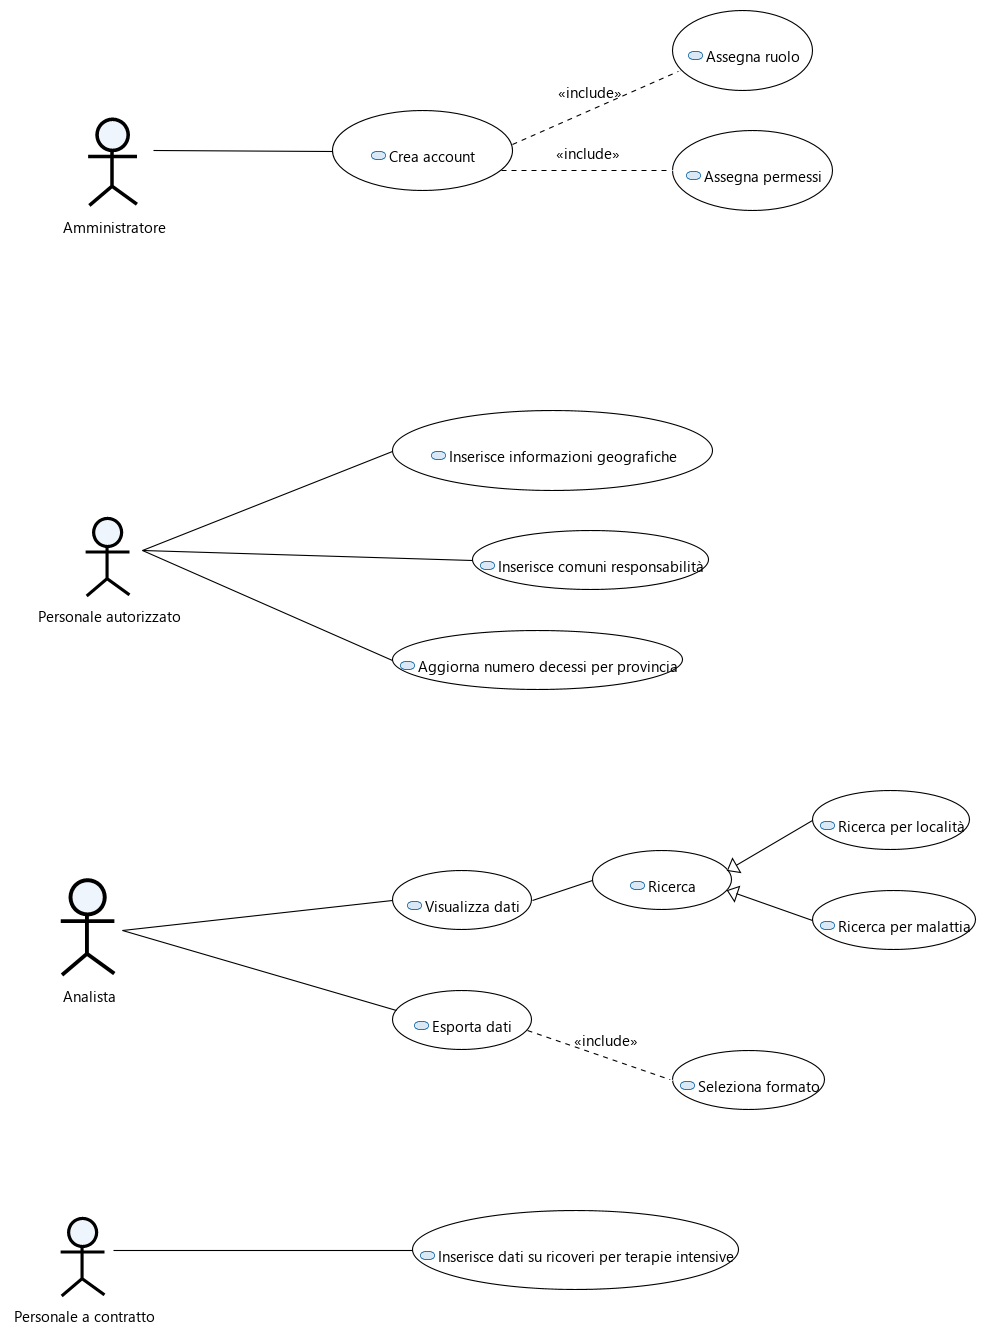 Assegna ruolo
«include»
Crea account
«include»
Assegna permessi
Amministratore
Inserisce informazioni geografiche
Inserisce comuni responsabilità
Personale autorizzato
Aggiorna numero decessi per provincia
Ricerca per località
Ricerca
Visualizza dati
Ricerca per malattia
Analista
Esporta dati
«include»
Seleziona formato
Inserisce dati su ricoveri per terapie intensive
Personale a contratto